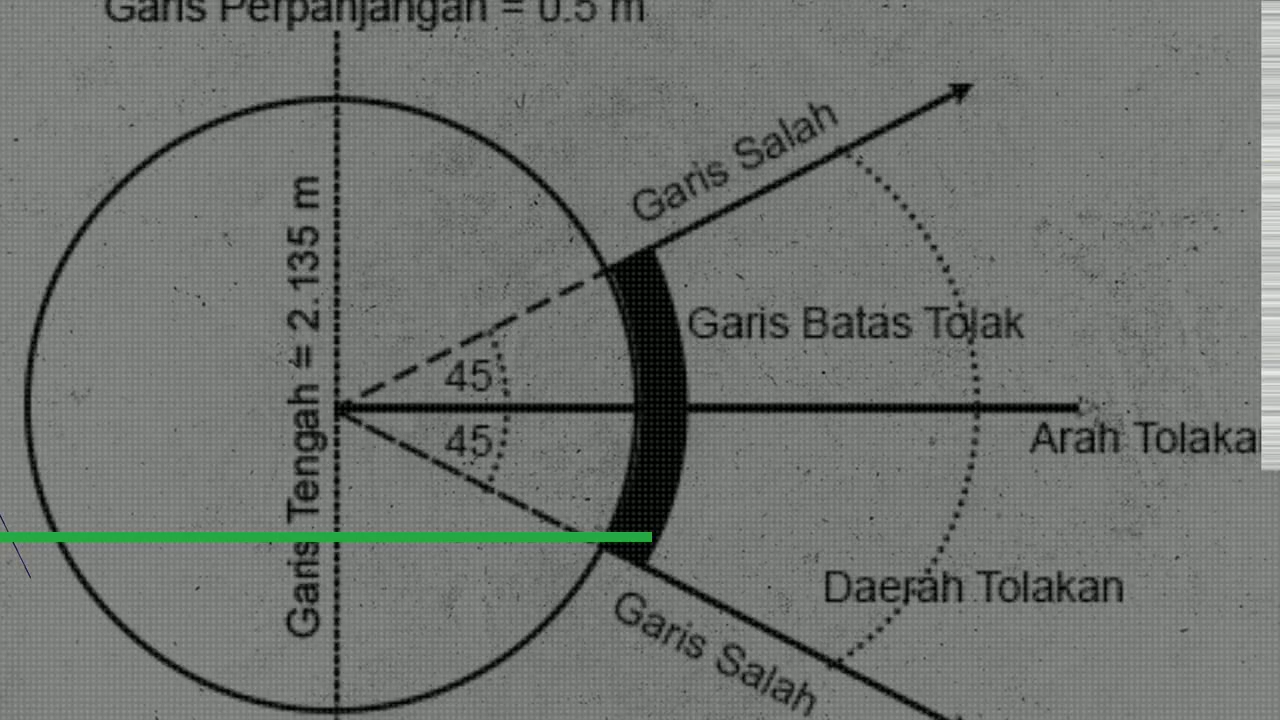 Garis Perpanjangan = 0.5 m
Garis Salah
Garis Tengah = 2.135 m
Garis Batas Tolak
45
45
Arah Tolaka
Daerah Tolakan
Garis Salah